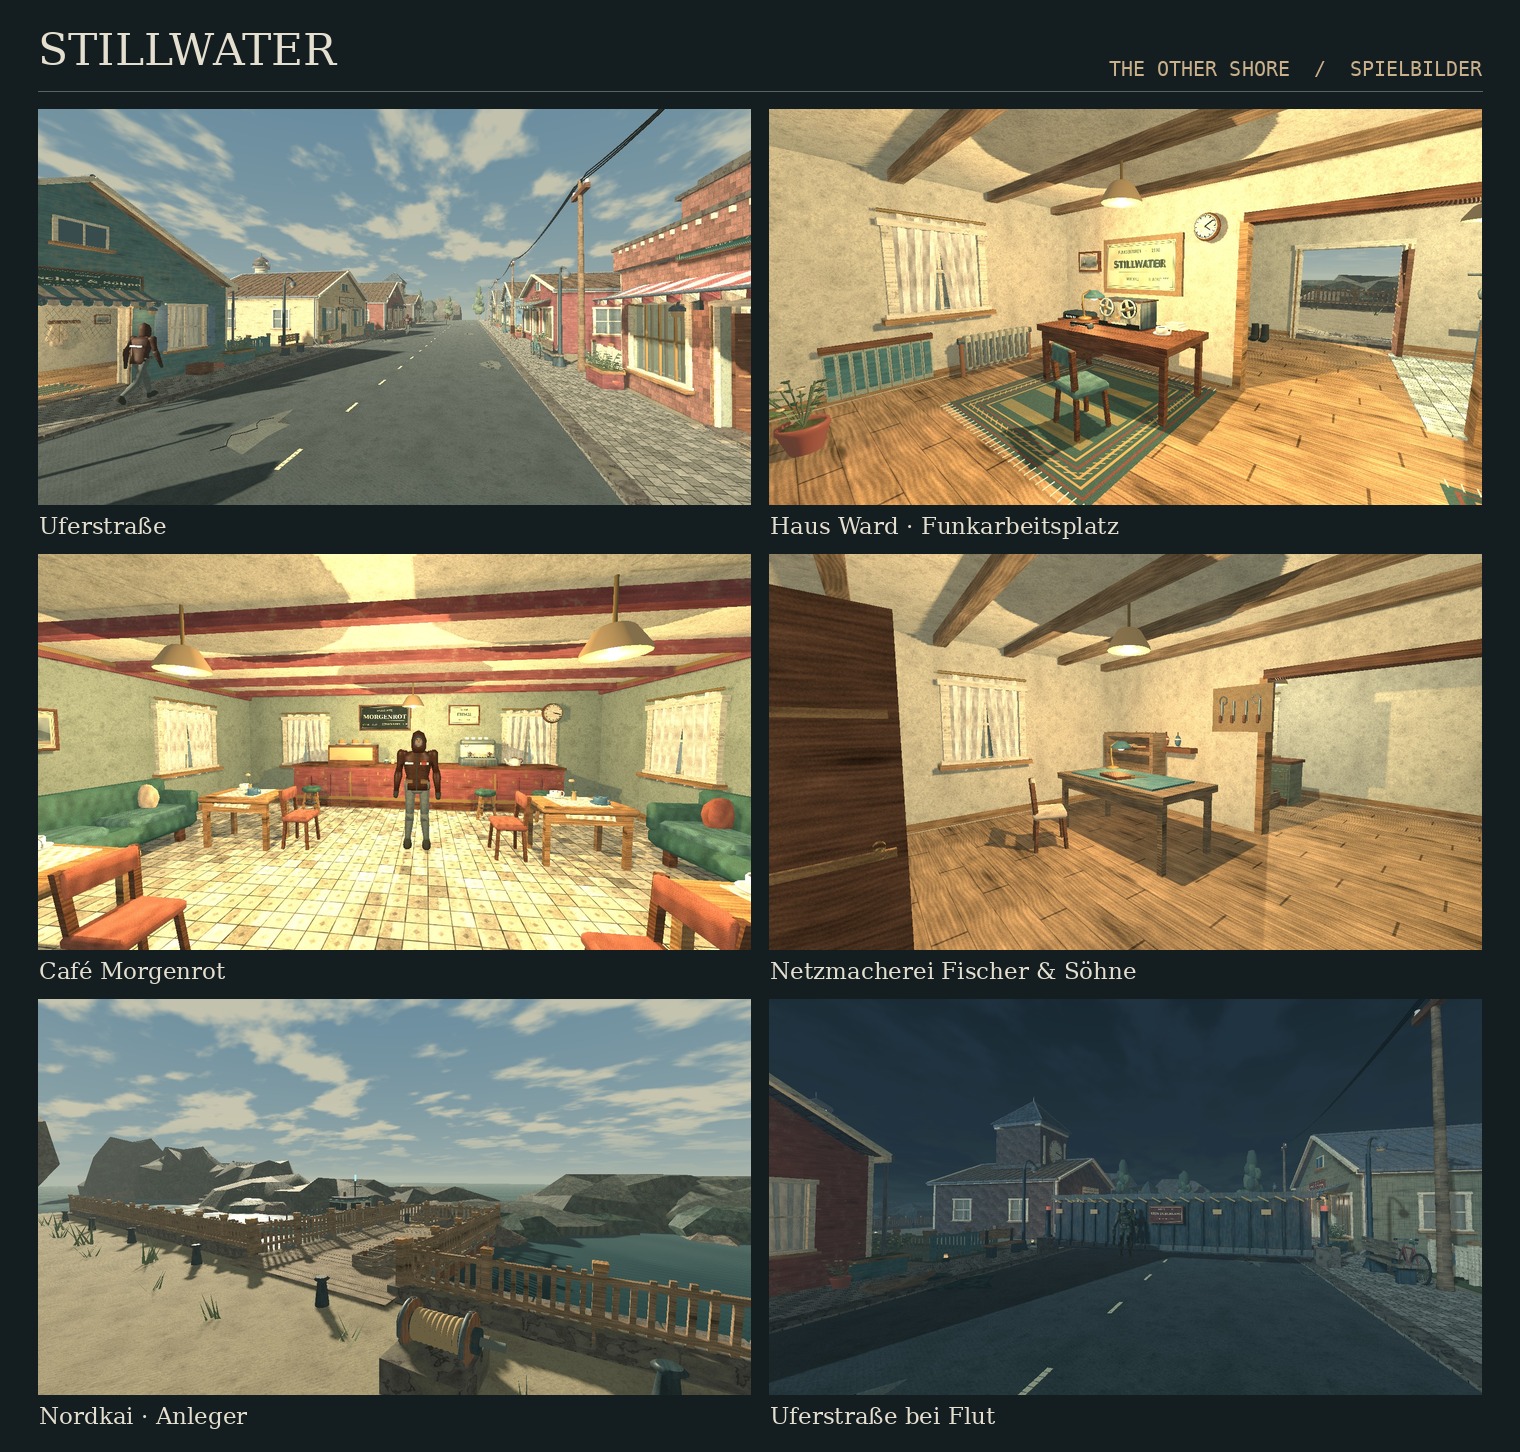 STILLWATER
THE OTHER SHORE / SPIELBILDER
STILLWATER
Uferstraße
Haus Ward · Funkarbeitsplatz
MORGENROT
Café Morgenrot
Netzmacherei Fischer & Söhne
Nordkai · Anleger
Uferstraße bei Flut